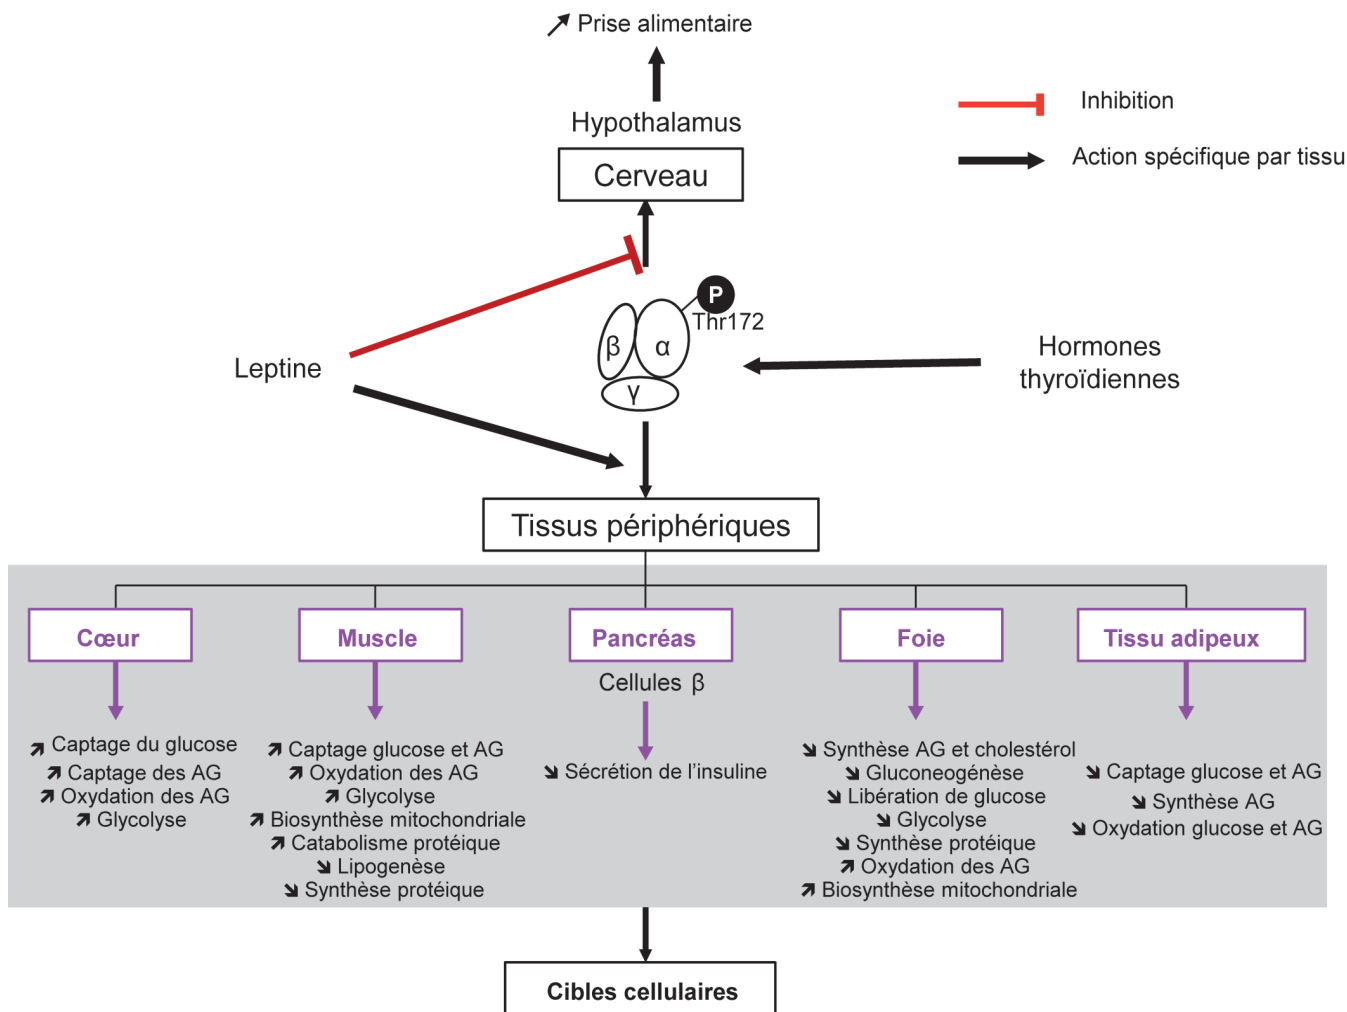 ↗ Prise alimentaire
Hypothalamus
Cerveau
Inhibition
Action spécifique par tissu
P
Thr172
β
α
γ
Leptine
Hormones
thyroïdiennes
Tissus périphériques
Cœur
↗ Captage du glucose
↗ Captage des AG
↗ Oxydation des AG
↗ Glycolyse
Muscle
↗ Captage glucose et AG
↗ Oxydation des AG
↗ Glycolyse
↗ Biosynthèse mitochondriale
↗ Catabolisme protéique
↘ Lipogenèse
↘ Synthèse protéique
Pancréas
Cellules β
↘ Sécrétion de l'insuline
Foie
↘ Synthèse AG et cholestérol
↘ Gluconeogénèse
↘ Libération de glucose
↘ Glycolyse
↘ Synthèse protéique
↗ Oxydation des AG
↗ Biosynthèse mitochondriale
Tissu adipeux
↘ Captage glucose et AG
↘ Synthèse AG
↘ Oxydation glucose et AG
Cibles cellulaires